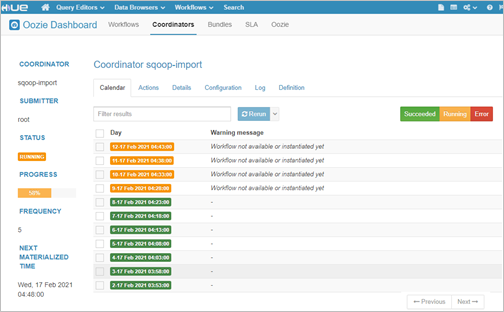 HUE Query Editors Data Browsers Workflows Search
Oozie Dashboard Workflows Coordinators Bundles SLA Oozie
COORDINATOR
sqoop-import
SUBMITTER
root
STATUS
RUNNING
PROGRESS
50%
FREQUENCY
5
NEXT
MATERIALIZED
TIME
Wed, 17 Feb 2021
04:48:00
Coordinator sqoop-import
Calendar Actions Details Configuration Log Definition
Filter results Rerun Succeeded Running Error
Day Warning message
12-17 Feb 2021 04:43:00 Workflow not available or instantiated yet
11-17 Feb 2021 04:38:00 Workflow not available or instantiated yet
10-17 Feb 2021 04:33:00 Workflow not available or instantiated yet
9-17 Feb 2021 04:28:00 Workflow not available or instantiated yet
8-17 Feb 2021 04:23:00 -
7-17 Feb 2021 04:18:00 -
6-17 Feb 2021 04:13:00 -
5-17 Feb 2021 04:08:00 -
4-17 Feb 2021 04:03:00 -
3-17 Feb 2021 03:58:00 -
2-17 Feb 2021 03:53:00 -
← Previous Next →